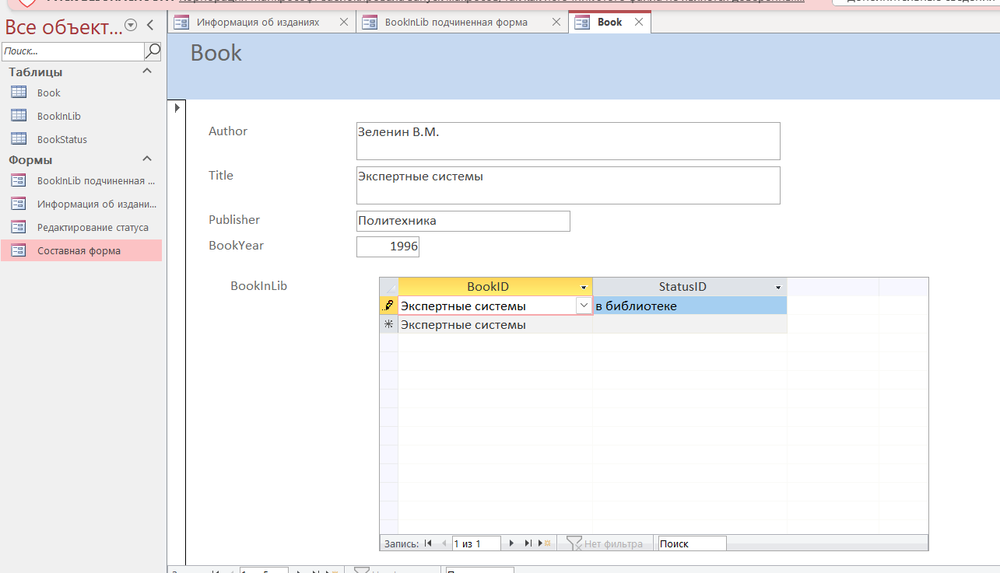 Все объект...
Поиск...
Таблицы
Book
BookInLib
BookStatus
Формы
BookInLib подчиненная ...
Информация об издани...
Редактирование статуса
Составная форма
Информация об изданиях
BookInLib подчиненная форма
Book
Book
Author
Зеленин В.М.
Title
Экспертные системы
Publisher
Политехника
BookYear
1996
BookInLib
BookID
StatusID
Экспертные системы
в библиотеке
Экспертные системы
Запись:
1 из 1
Нет фильтра
Поиск